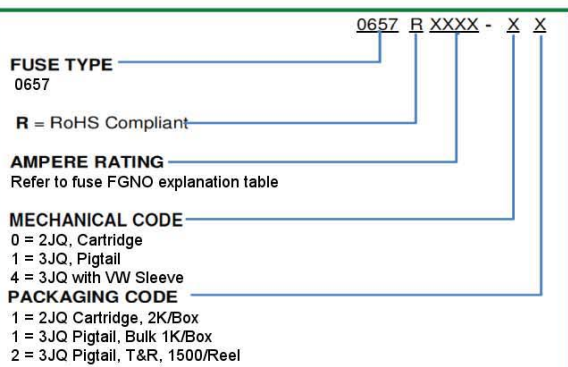 0657 R XXXX - X X
FUSE TYPE
0657
R = RoHS Compliant
AMPERE RATING
Refer to fuse FGNO explanation table
MECHANICAL CODE
0 = 2JQ, Cartridge
1 = 3JQ, Pigtail
4 = 3JQ with VW Sleeve
PACKAGING CODE
1 = 2JQ Cartridge, 2K/Box
1 = 3JQ Pigtail, Bulk 1K/Box
2 = 3JQ Pigtail, T&R, 1500/Reel